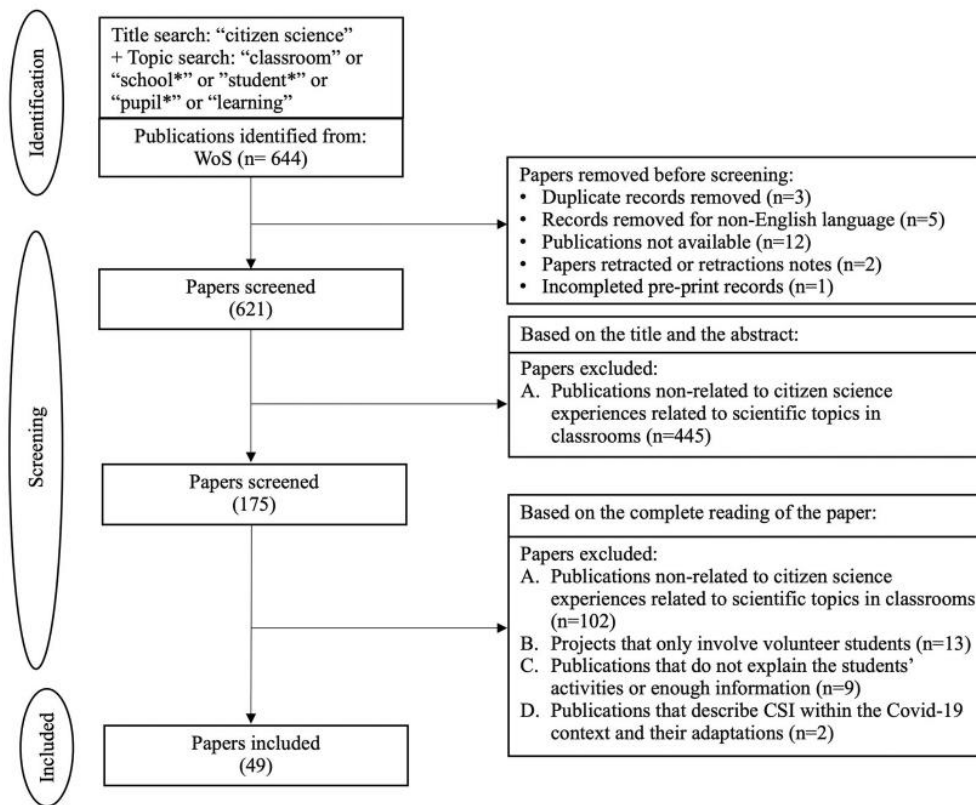 Identification
Title search: “citizen science”
+ Topic search: “classroom” or
“school*” or ”student*” or
“pupil*” or “learning”
Publications identified from:
WoS (n= 644)
Papers removed before screening:
• Duplicate records removed (n=3)
• Records removed for non-English language (n=5)
• Publications not available (n=12)
• Papers retracted or retractions notes (n=2)
• Incompleted pre-print records (n=1)
Screening
Papers screened
(621)
Based on the title and the abstract:
Papers excluded:
A. Publications non-related to citizen science
experiences related to scientific topics in
classrooms (n=445)
Papers screened
(175)
Based on the complete reading of the paper:
Papers excluded:
A. Publications non-related to citizen science
experiences related to scientific topics in classrooms
(n=102)
B. Projects that only involve volunteer students (n=13)
C. Publications that do not explain the students’
activities or enough information (n=9)
D. Publications that describe CSI within the Covid-19
context and their adaptations (n=2)
Included
Papers included
(49)